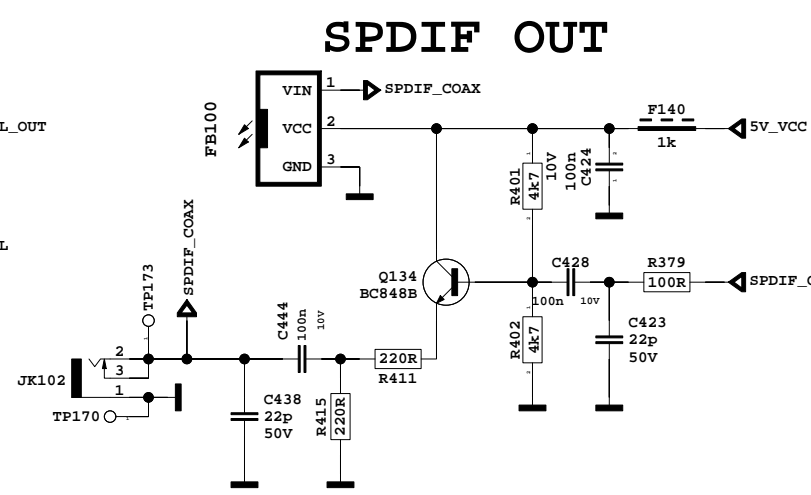 SPDIF OUT
FB100
VIN
1
SPDIF_COAX
VCC
2
GND
3
L_OUT
F140
1k
5V_VCC
R401
4k7
10V
100n
C424
L
TP173
SPDIF_COAX
Q134
BC848B
C428
100n
10V
R379
100R
SPDIF_
C444
100n
10V
R402
4k7
C423
22p
50V
JK102
2
3
1
220R
R411
TP170
C438
22p
50V
R415
220R